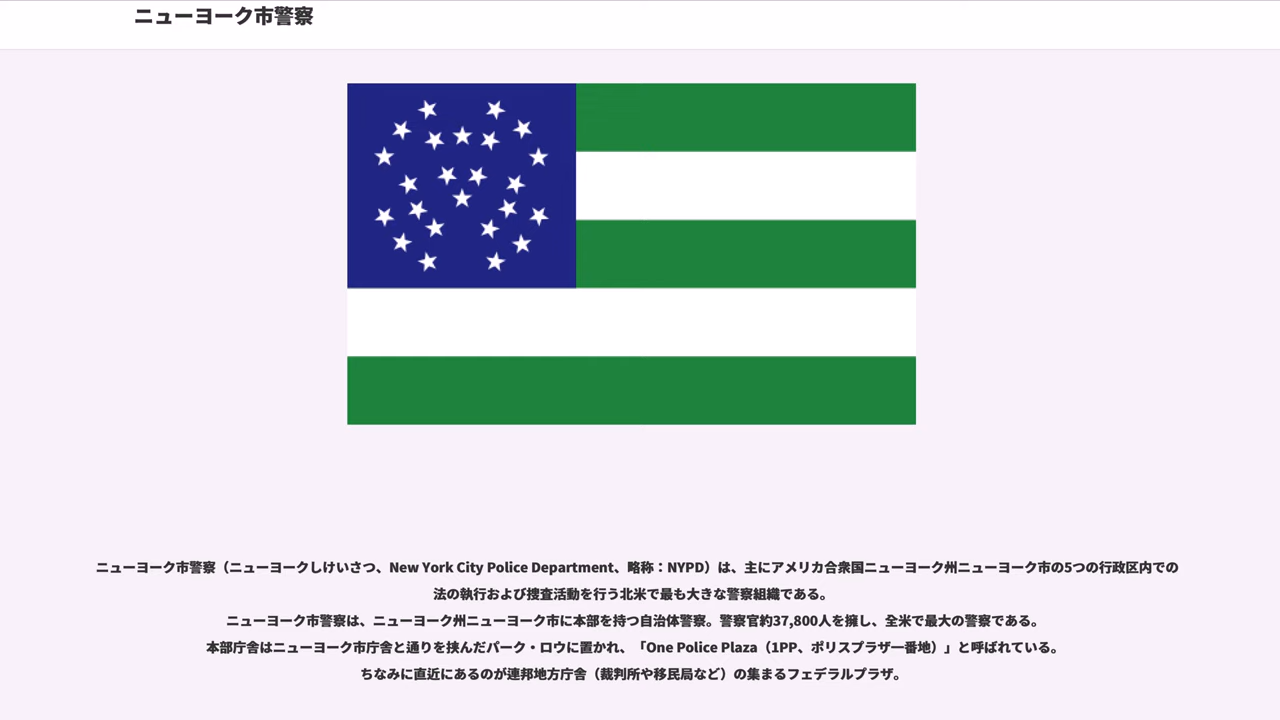 ニューヨーク市警察
ニューヨーク市警察（ニューヨークしけいさつ、New York City Police Department、略称：NYPD）は、主にアメリカ合衆国ニューヨーク州ニューヨーク市の5つの行政区内での
法の執行および捜査活動を行う北米で最も大きな警察組織である。
ニューヨーク市警察は、ニューヨーク州ニューヨーク市に本部を持つ自治体警察。警察官約37,800人を擁し、全米で最大の警察である。
本部庁舎はニューヨーク市庁舎と通りを挟んだパーク・ロウに置かれ、「One Police Plaza（1PP、ポリスプラザ一番地）」と呼ばれている。
ちなみに直近にあるのが連邦地方庁舎（裁判所や移民局など）の集まるフェデラルプラザ。